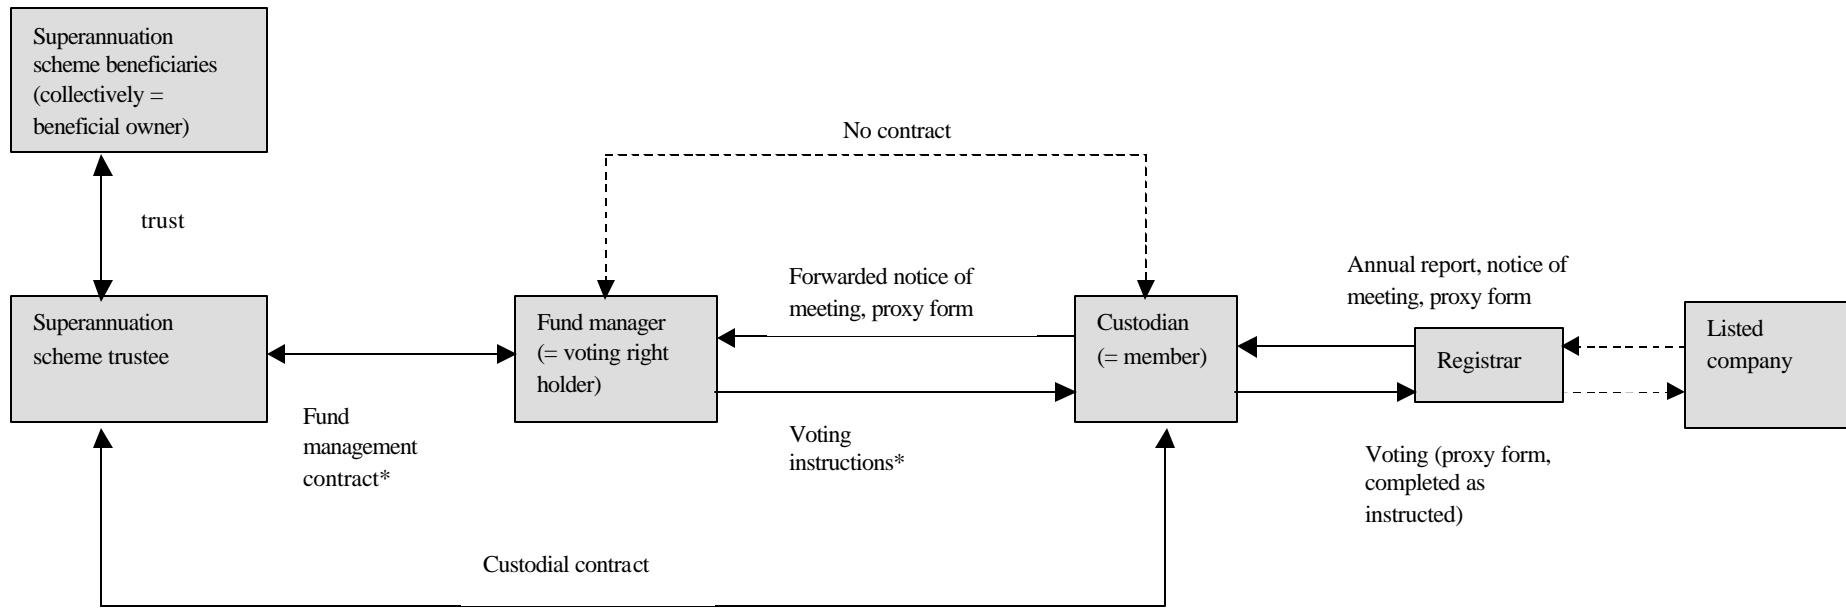 Superannuation
scheme beneficiaries
(collectively =
beneficial owner)
No contract
trust
Superannuation
scheme trustee
Fund manager
(= voting right
holder)
Forwarded notice of
meeting, proxy form
Custodian
(= member)
Annual report, notice of
meeting, proxy form
Registrar
Listed
company
Fund
management
contract*
Voting
instructions*
Voting (proxy form,
completed as
instructed)
Custodial contract